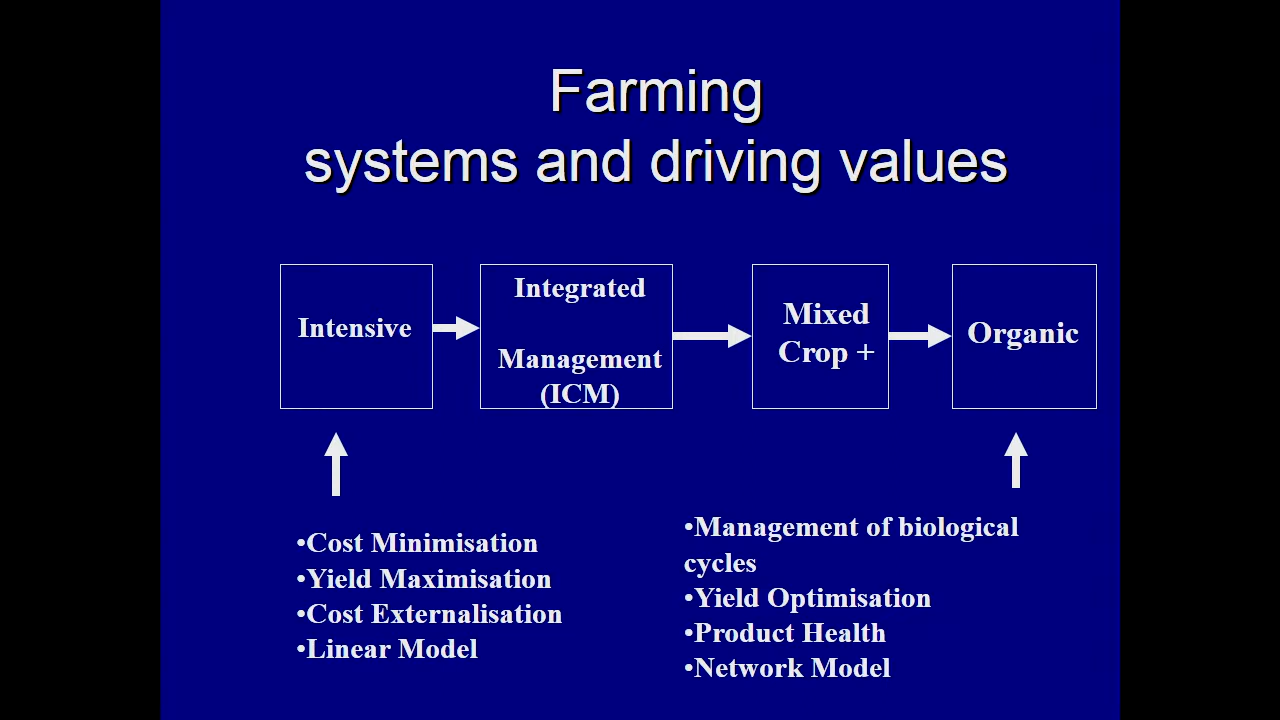 Farming
systems and driving values
Intensive
Integrated
Management
(ICM)
Mixed
Crop +
Organic
•Cost Minimisation
•Yield Maximisation
•Cost Externalisation
•Linear Model
•Management of biological
cycles
•Yield Optimisation
•Product Health
•Network Model